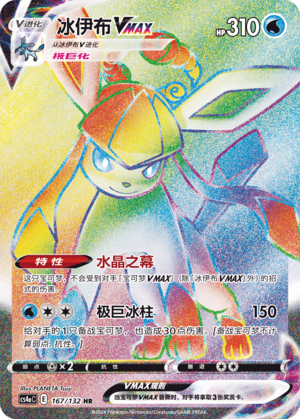 V进化
冰伊布VMAX
HP310
从冰伊布V进化
极巨化
特性 水晶之幕
这只宝可梦,不会受到对手「宝可梦VMAX」(除「冰伊布VMAX」外)的招
式的伤害。
极巨冰柱 150
给对手的1只备战宝可梦,也造成30点伤害。[备战宝可梦不计
算弱点、抗性。]
弱点 ×2 抗性 撤退
Illus. PLANETA Tsuji
CS4aC E 167/132 HR
VMAX规则
当宝可梦VMAX昏厥时,对手将拿取3张奖赏卡。
©2024 Pokémon/Nintendo/Creatures/GAME FREAK.